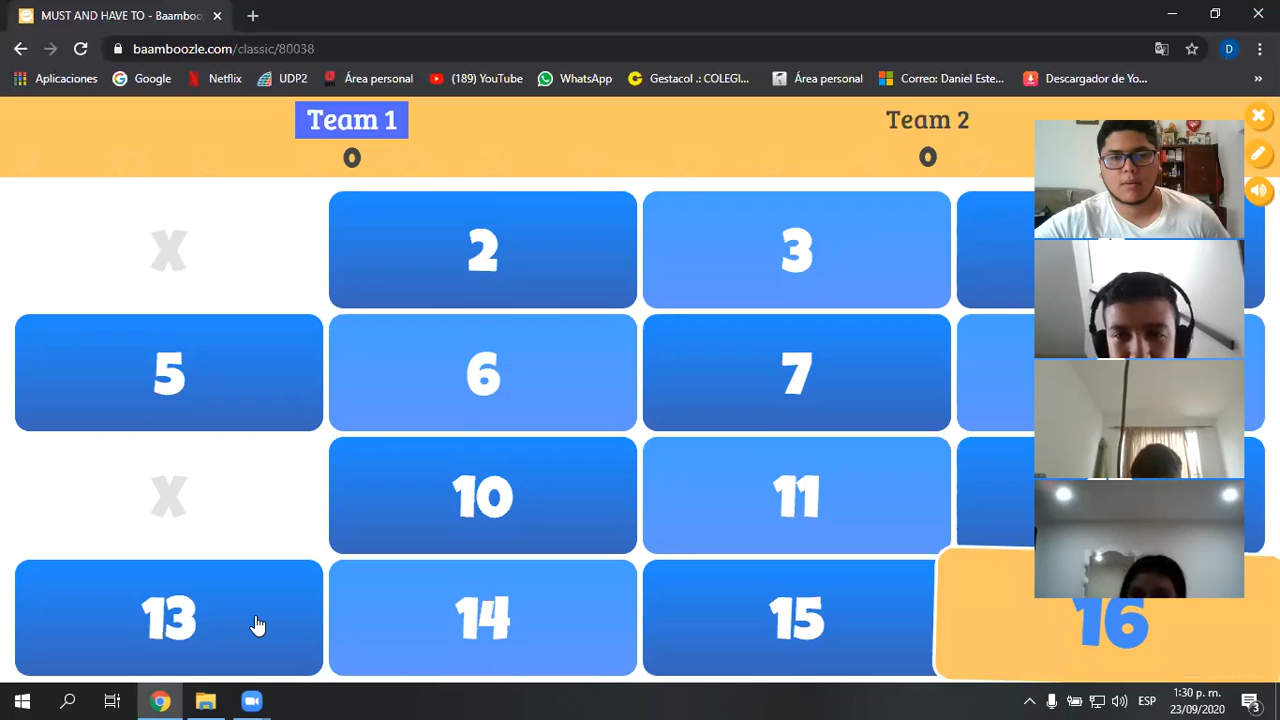 MUST AND HAVE TO - Baambooz
baamboozle.com/classic/80038
D
Aplicaciones
Google
Netflix
UDP2
Área personal
(189) YouTube
WhatsApp
Gestacol .: COLEGI...
Área personal
Correo: Daniel Este...
Descargador de Yo...
»
Team 1
Team 2
0
0
X
2
3
5
6
7
X
10
11
13
14
15
16
ESP
1:30 p. m.
23/09/2020
3